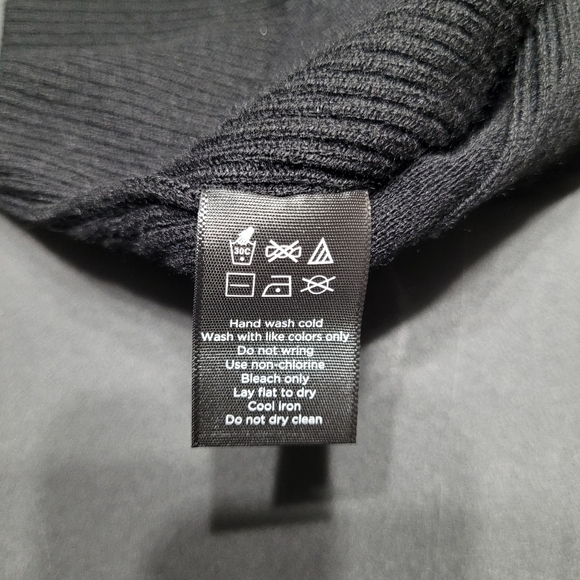 30C
Hand wash cold
Wash with like colors only
Do not wring
Use non-chlorine
Bleach only
Lay flat to dry
Cool iron
Do not dry clean